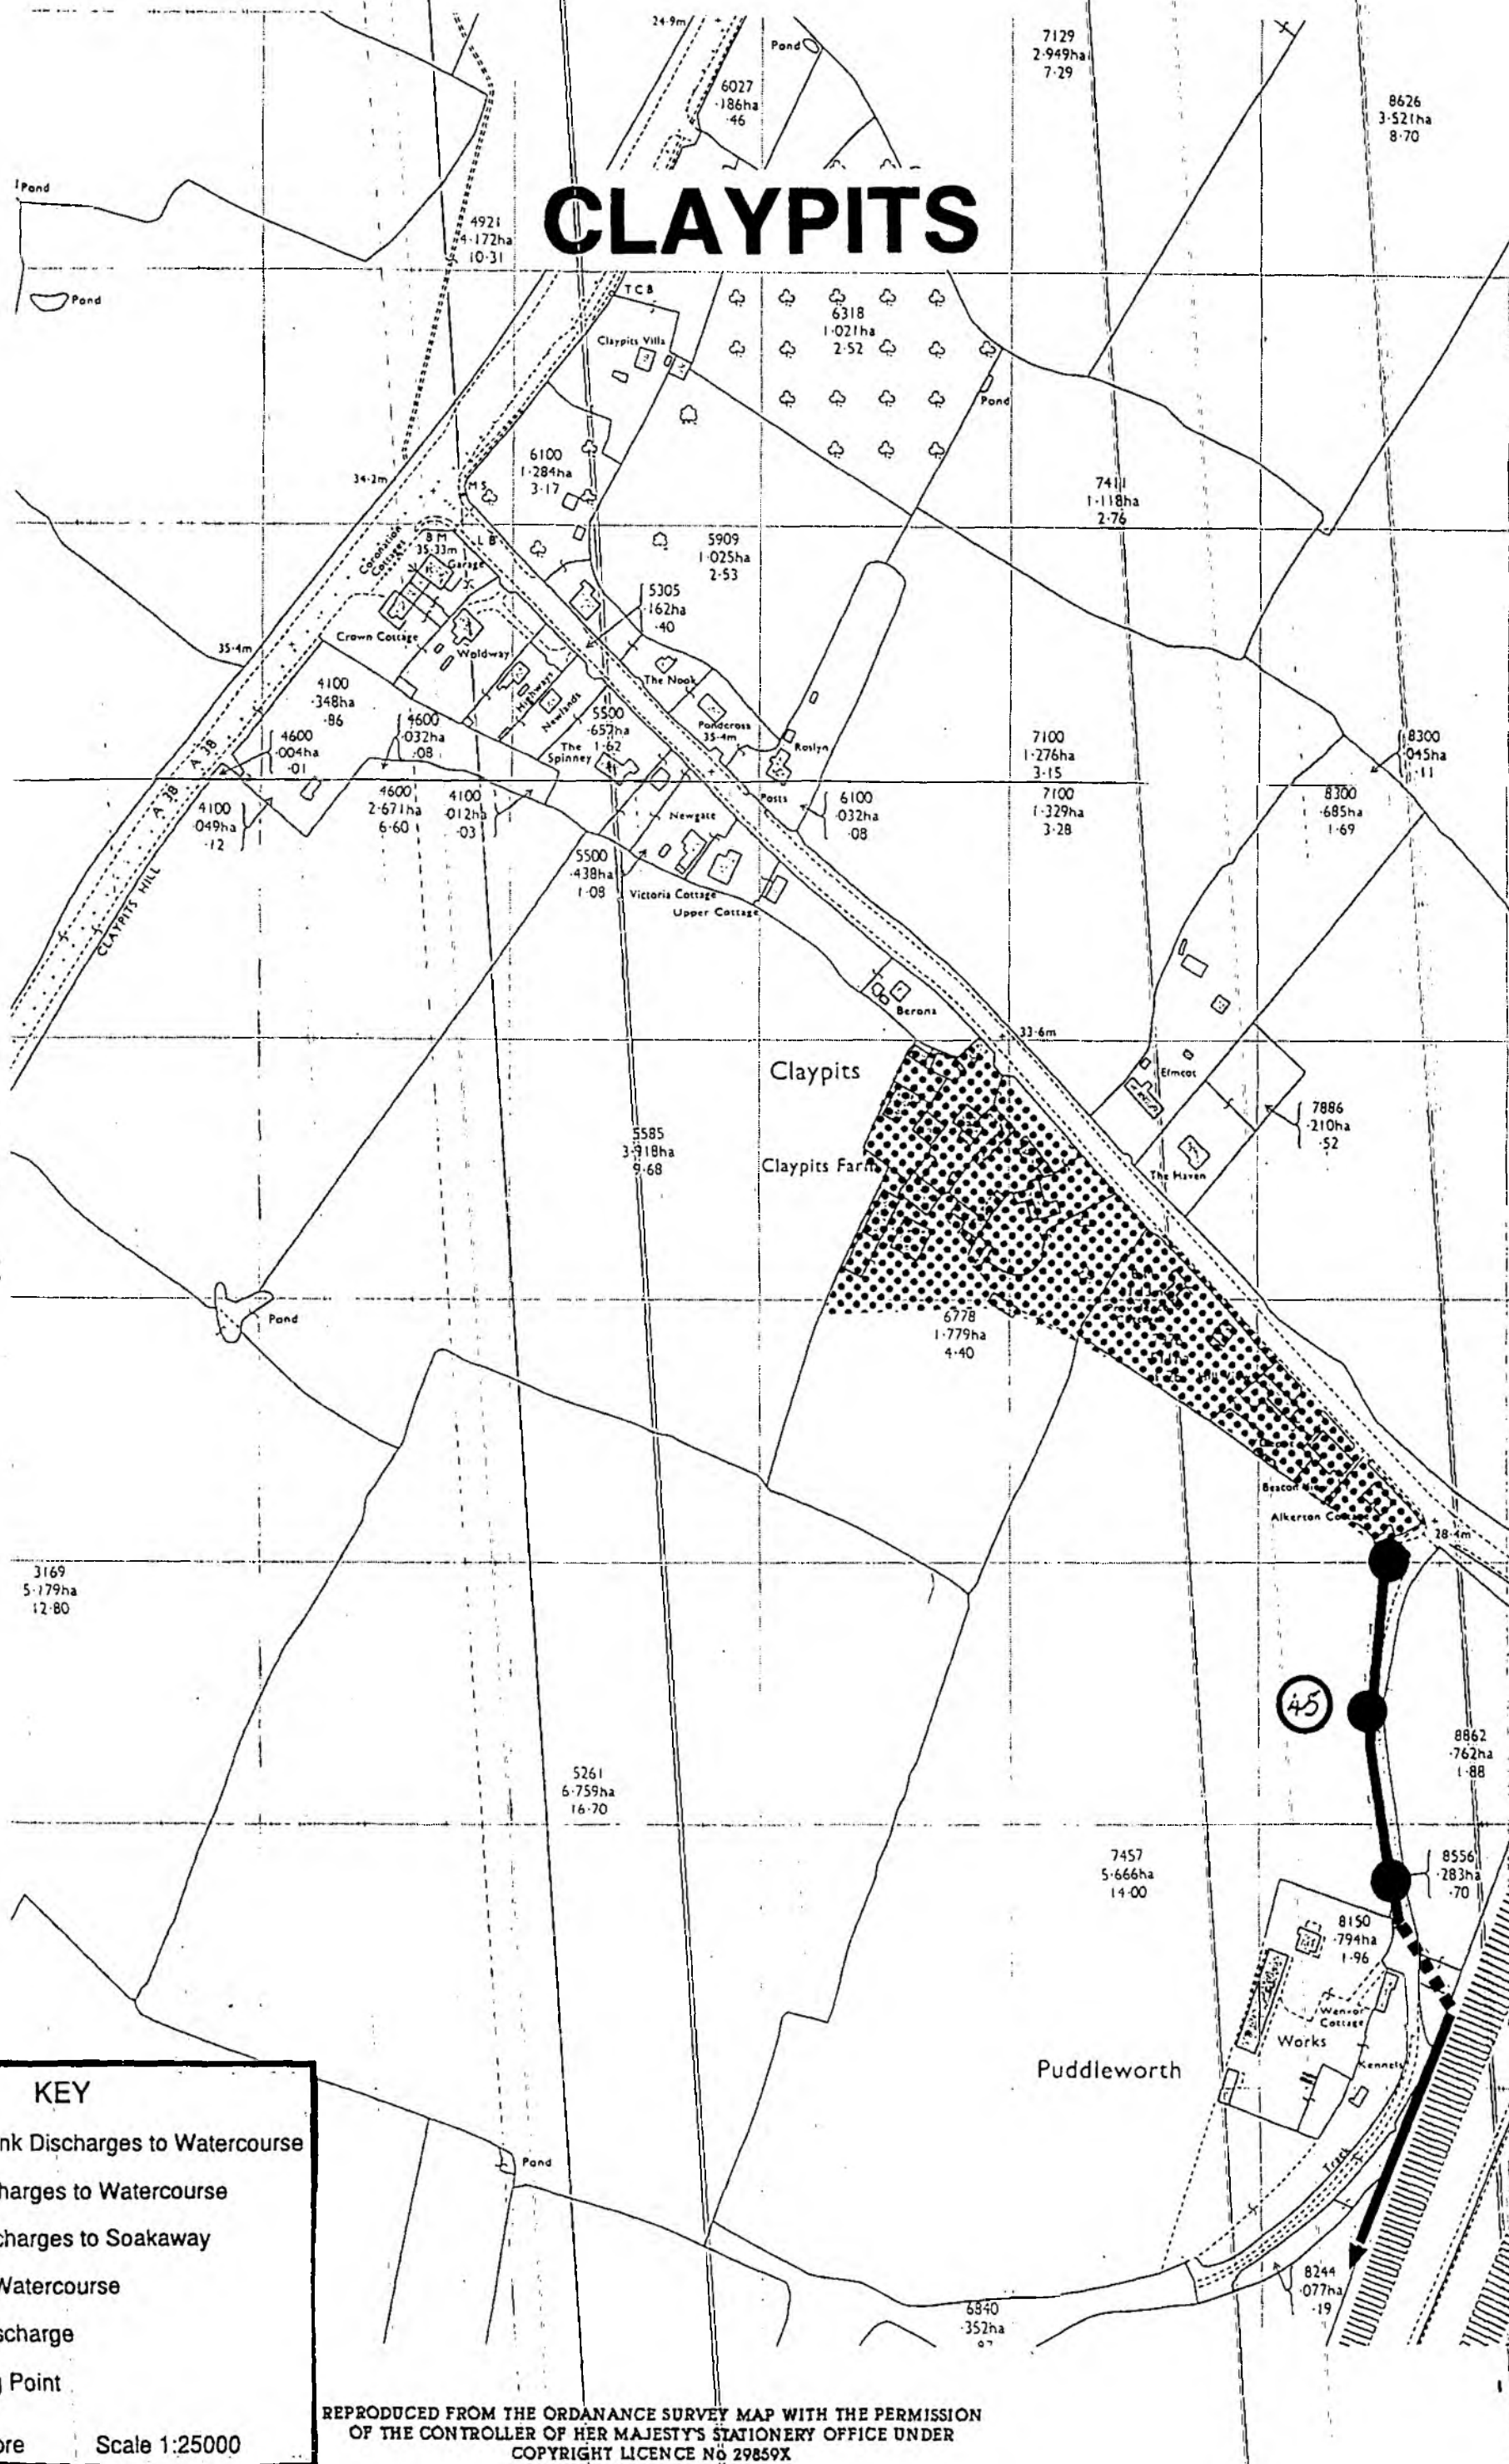 24·9m
Pond
7129
2·949ha
7·29
6027
·186ha
·46
8626
3·521ha
8·70
Pond
CLAYPITS
4921
4·172ha
10·31
Pond
TCB
6318
1·021ha
2·52
Claypits Villa
Pond
6100
1·284ha
3·17
34·2m
MS
7411
1·118ha
2·76
Coronation
Cottages
BM
35·33m
LB
Garage
5909
1·025ha
2·53
5305
·162ha
·40
Crown Cottage
35·4m
Woldway
The Nook
4100
·348ha
·86
Highways
Newlands
4600
·032ha
·08
5500
·657ha
1·62
Pondcross
35·4m
Roslyn
4600
·004ha
·01
The
Spinney
7100
1·276ha
3·15
8300
·045ha
·11
A 38
A 38
4100
·049ha
·12
4600
2·671ha
6·60
4100
·012ha
·03
Posts
6100
·032ha
·08
7100
1·329ha
3·28
8300
·685ha
1·69
Newgate
CLAYPITS HILL
5500
·438ha
1·08
Victoria Cottage
Upper Cottage
Berona
33·6m
Claypits
Elmcot
7886
·210ha
·52
5585
3·918ha
9·68
Claypits Farm
The Haven
Pond
6778
1·779ha
4·40
Hill View
Beacon
Alkerton Cottage
28·4m
3169
5·179ha
12·80
45
8862
·762ha
1·88
5261
6·759ha
16·70
7457
5·666ha
14·00
8556
·283ha
·70
8150
·794ha
1·96
Cottage
Works
Kennels
Puddleworth
KEY
nk Discharges to Watercourse
harges to Watercourse
charges to Soakaway
Watercourse
scharge
Point
ore Scale 1:25000
Pond
Track
8244
·077ha
·19
6840
·352ha
REPRODUCED FROM THE ORDANANCE SURVEY MAP WITH THE PERMISSION
OF THE CONTROLLER OF HER MAJESTY'S STATIONERY OFFICE UNDER
COPYRIGHT LICENCE No 29859X